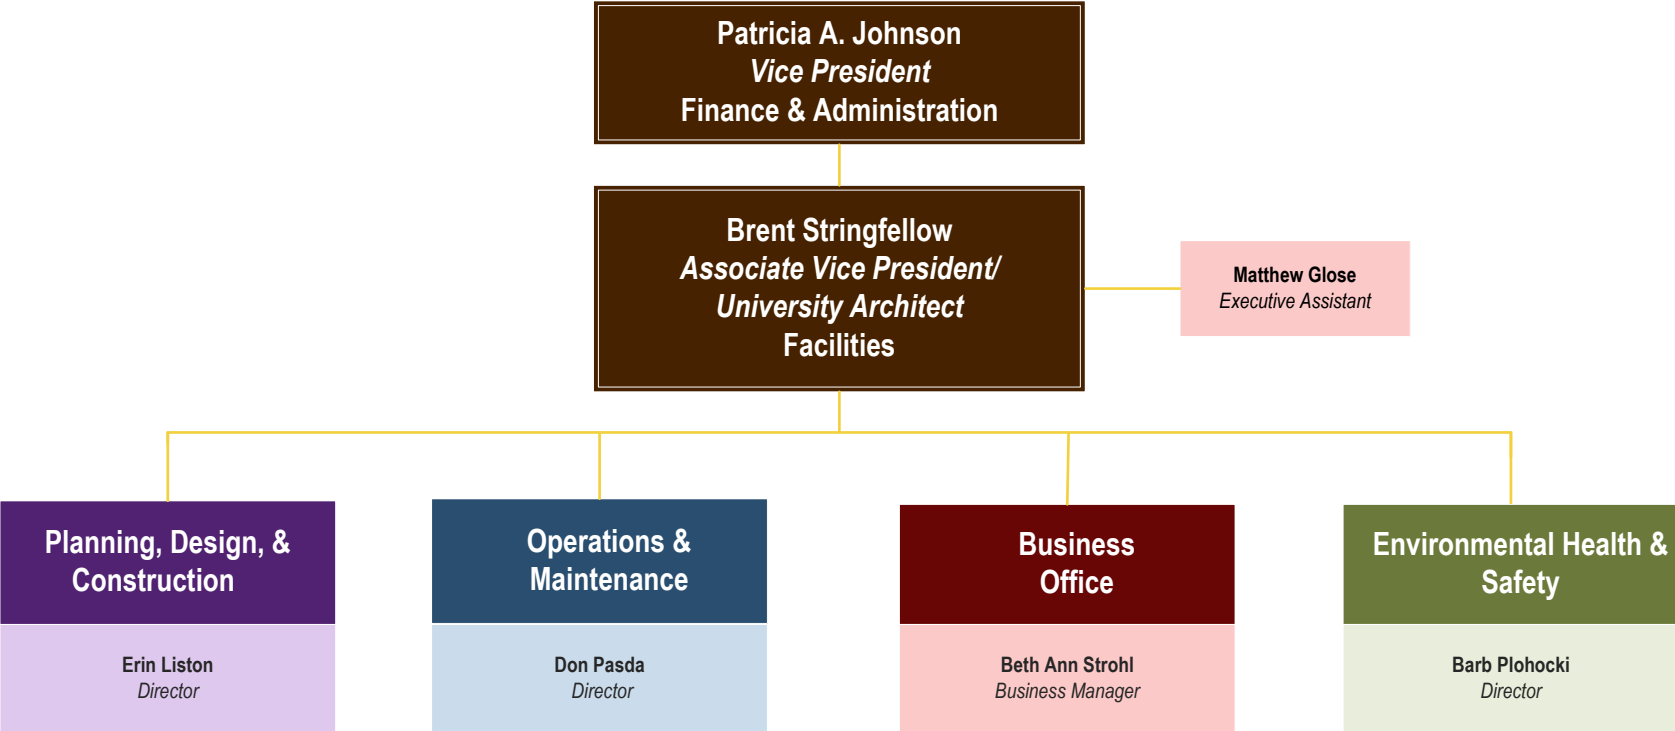 Patricia A. Johnson
Vice President
Finance & Administration
Brent Stringfellow
Associate Vice President/
University Architect
Facilities
Matthew Glose
Executive Assistant
Planning, Design, &
Construction
Erin Liston
Director
Operations &
Maintenance
Don Pasda
Director
Business
Office
Beth Ann Strohl
Business Manager
Environmental Health &
Safety
Barb Plohocki
Director